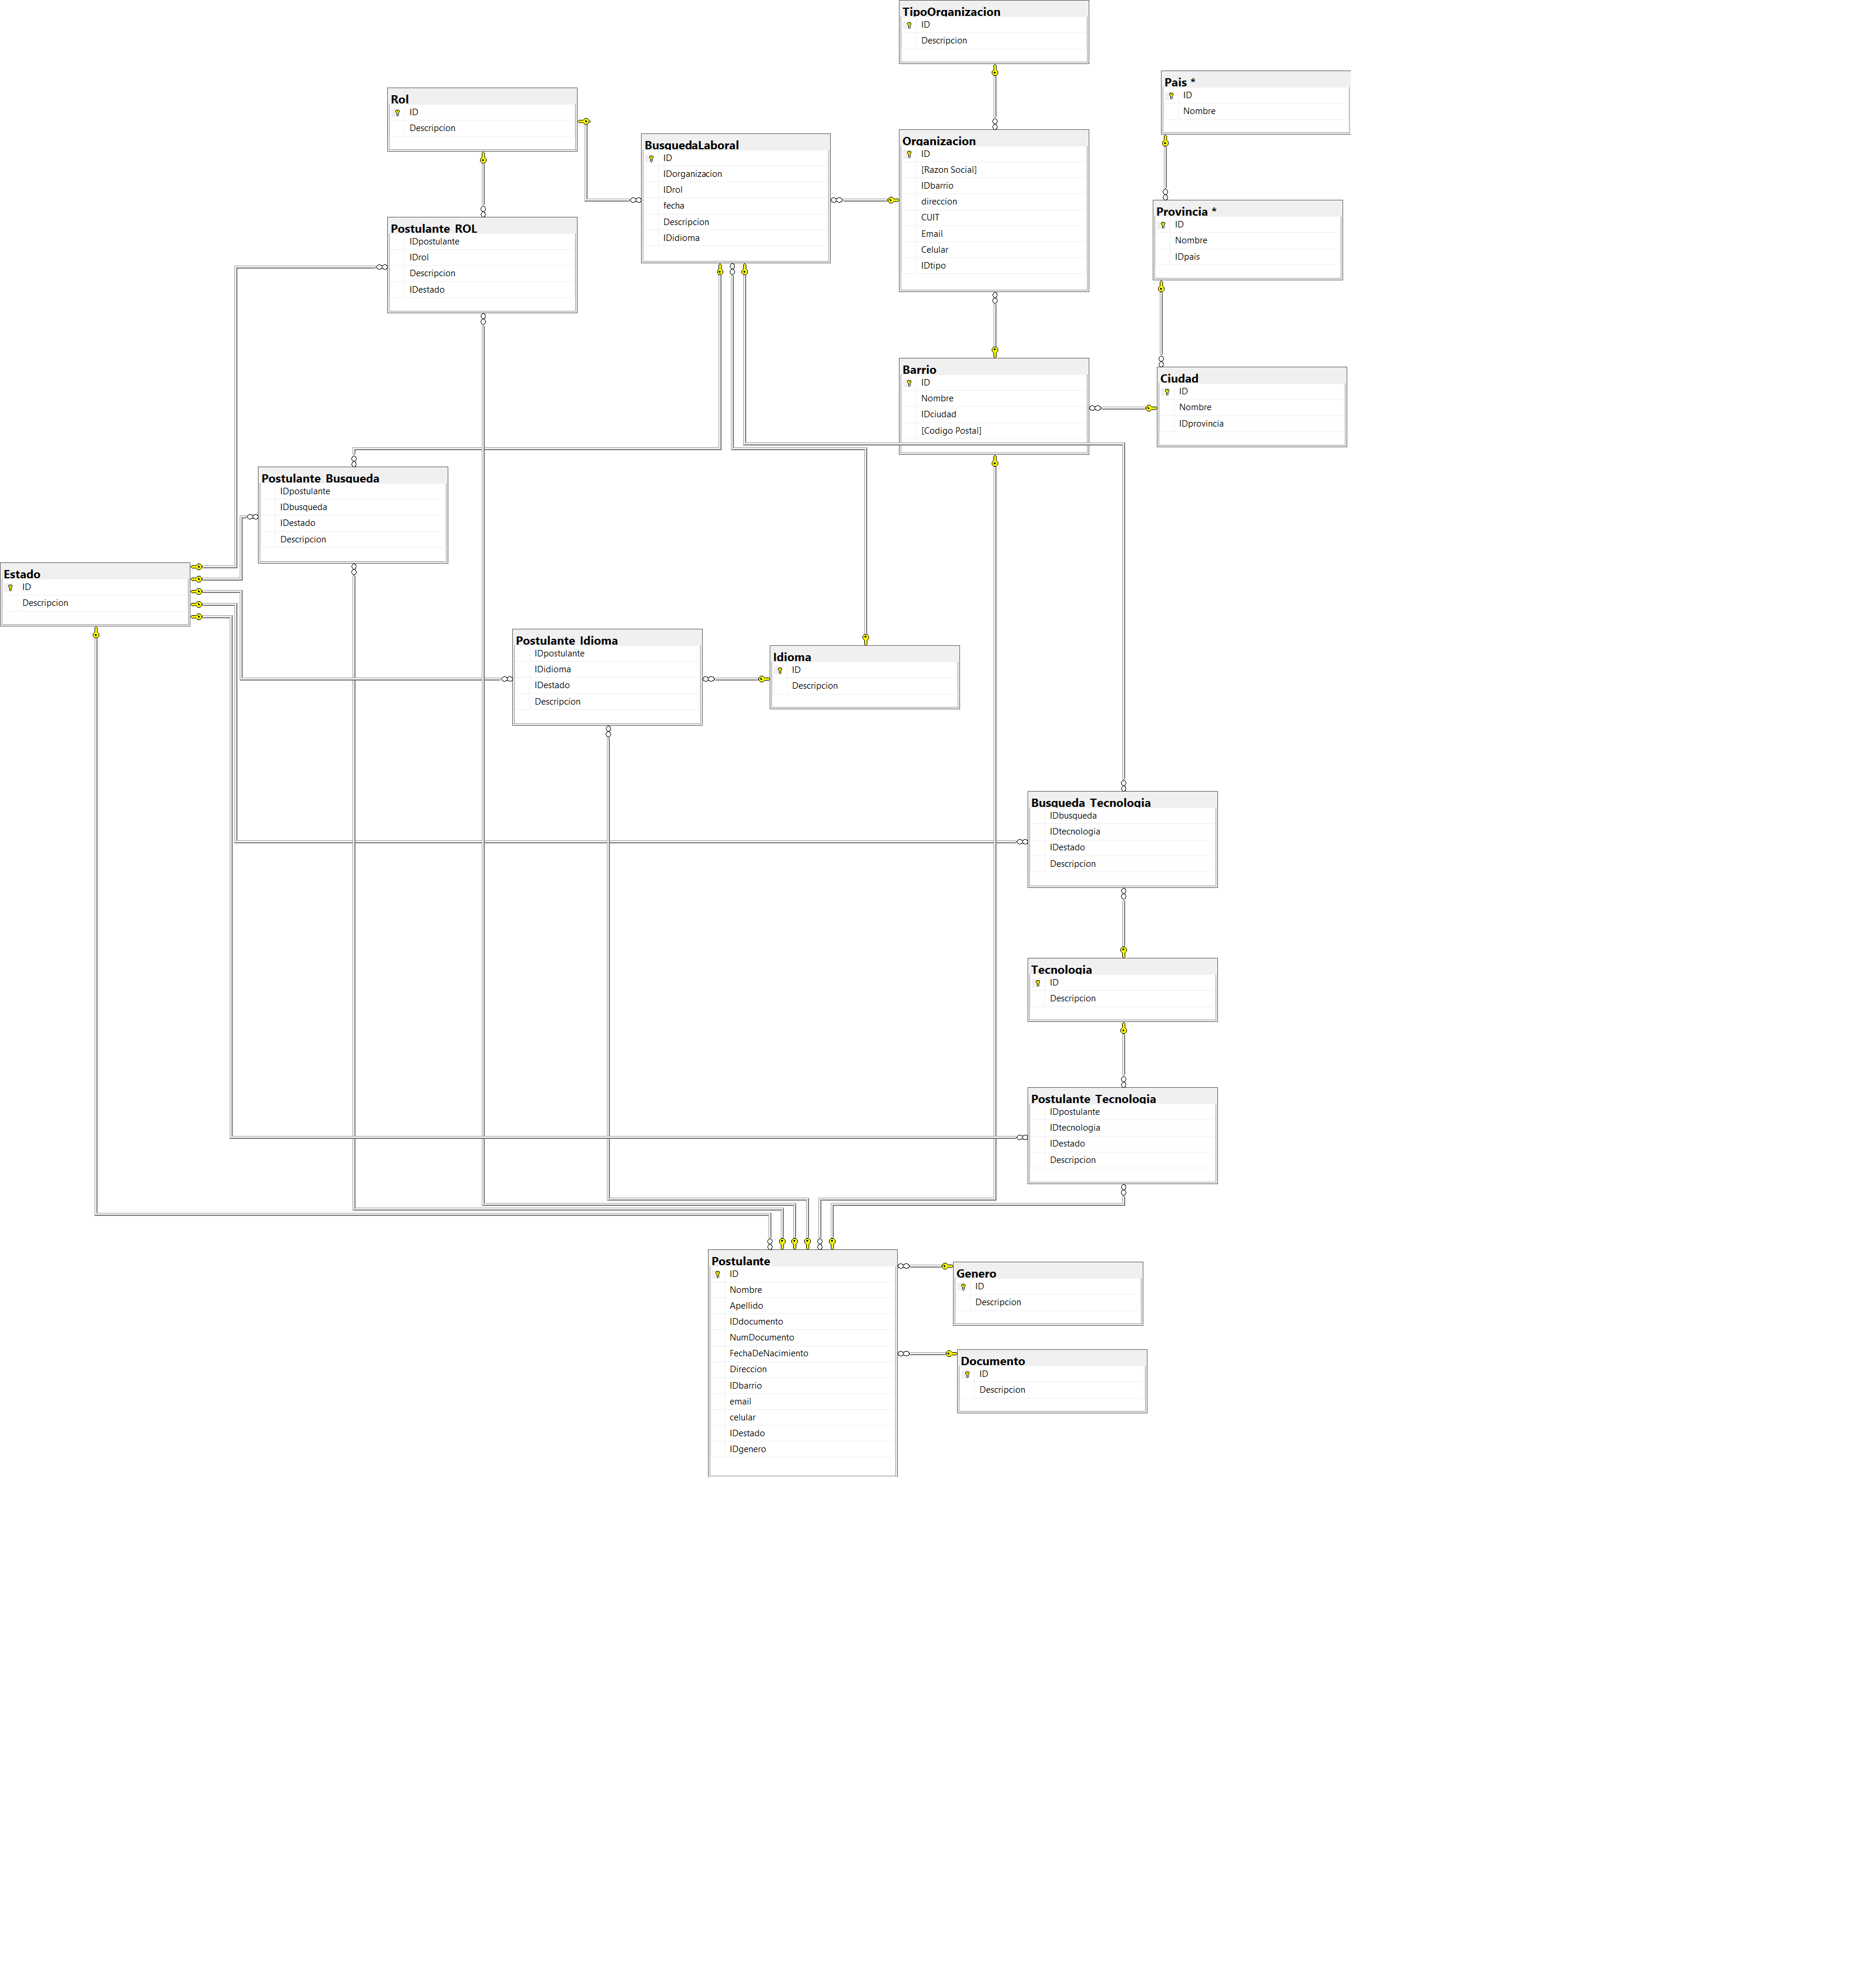 TipoOrganizacion
ID
Descripcion
Pais *
ID
Nombre
Rol
ID
Descripcion
BusquedaLaboral
ID
IDorganizacion
IDrol
fecha
Descripcion
IDidioma
Organizacion
ID
[Razon Social]
IDbarrio
direccion
CUIT
Email
Celular
IDtipo
Provincia *
ID
Nombre
IDpais
Postulante ROL
IDpostulante
IDrol
Descripcion
IDestado
Barrio
ID
Nombre
IDciudad
[Codigo Postal]
Ciudad
ID
Nombre
IDprovincia
Postulante Busqueda
IDpostulante
IDbusqueda
IDestado
Descripcion
Estado
ID
Descripcion
Postulante Idioma
IDpostulante
IDidioma
IDestado
Descripcion
Idioma
ID
Descripcion
Busqueda Tecnologia
IDbusqueda
IDtecnologia
IDestado
Descripcion
Tecnologia
ID
Descripcion
Postulante Tecnologia
IDpostulante
IDtecnologia
IDestado
Descripcion
Postulante
ID
Nombre
Apellido
IDdocumento
NumDocumento
FechaDeNacimiento
Direccion
IDbarrio
email
celular
IDestado
IDgenero
Genero
ID
Descripcion
Documento
ID
Descripcion